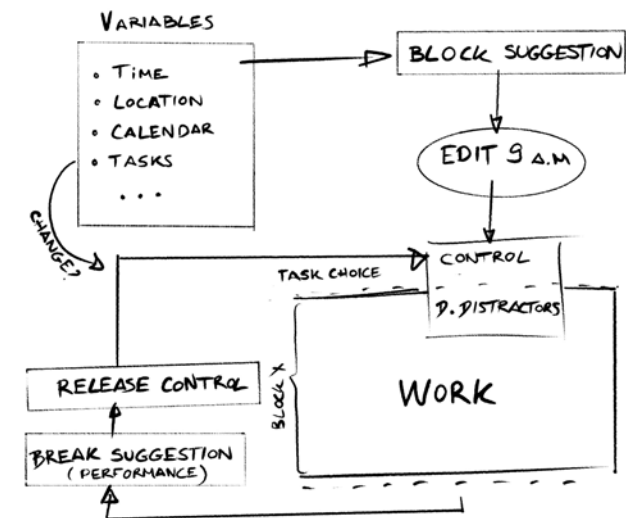 VARIABLES
• TIME
• LOCATION
• CALENDAR
• TASKS
...
BLOCK SUGGESTION
EDIT 9 A.M
CHANGE?
CONTROL
TASK CHOICE
D. DISTRACTORS
BLOCK X
WORK
RELEASE CONTROL
BREAK SUGGESTION
(PERFORMANCE)